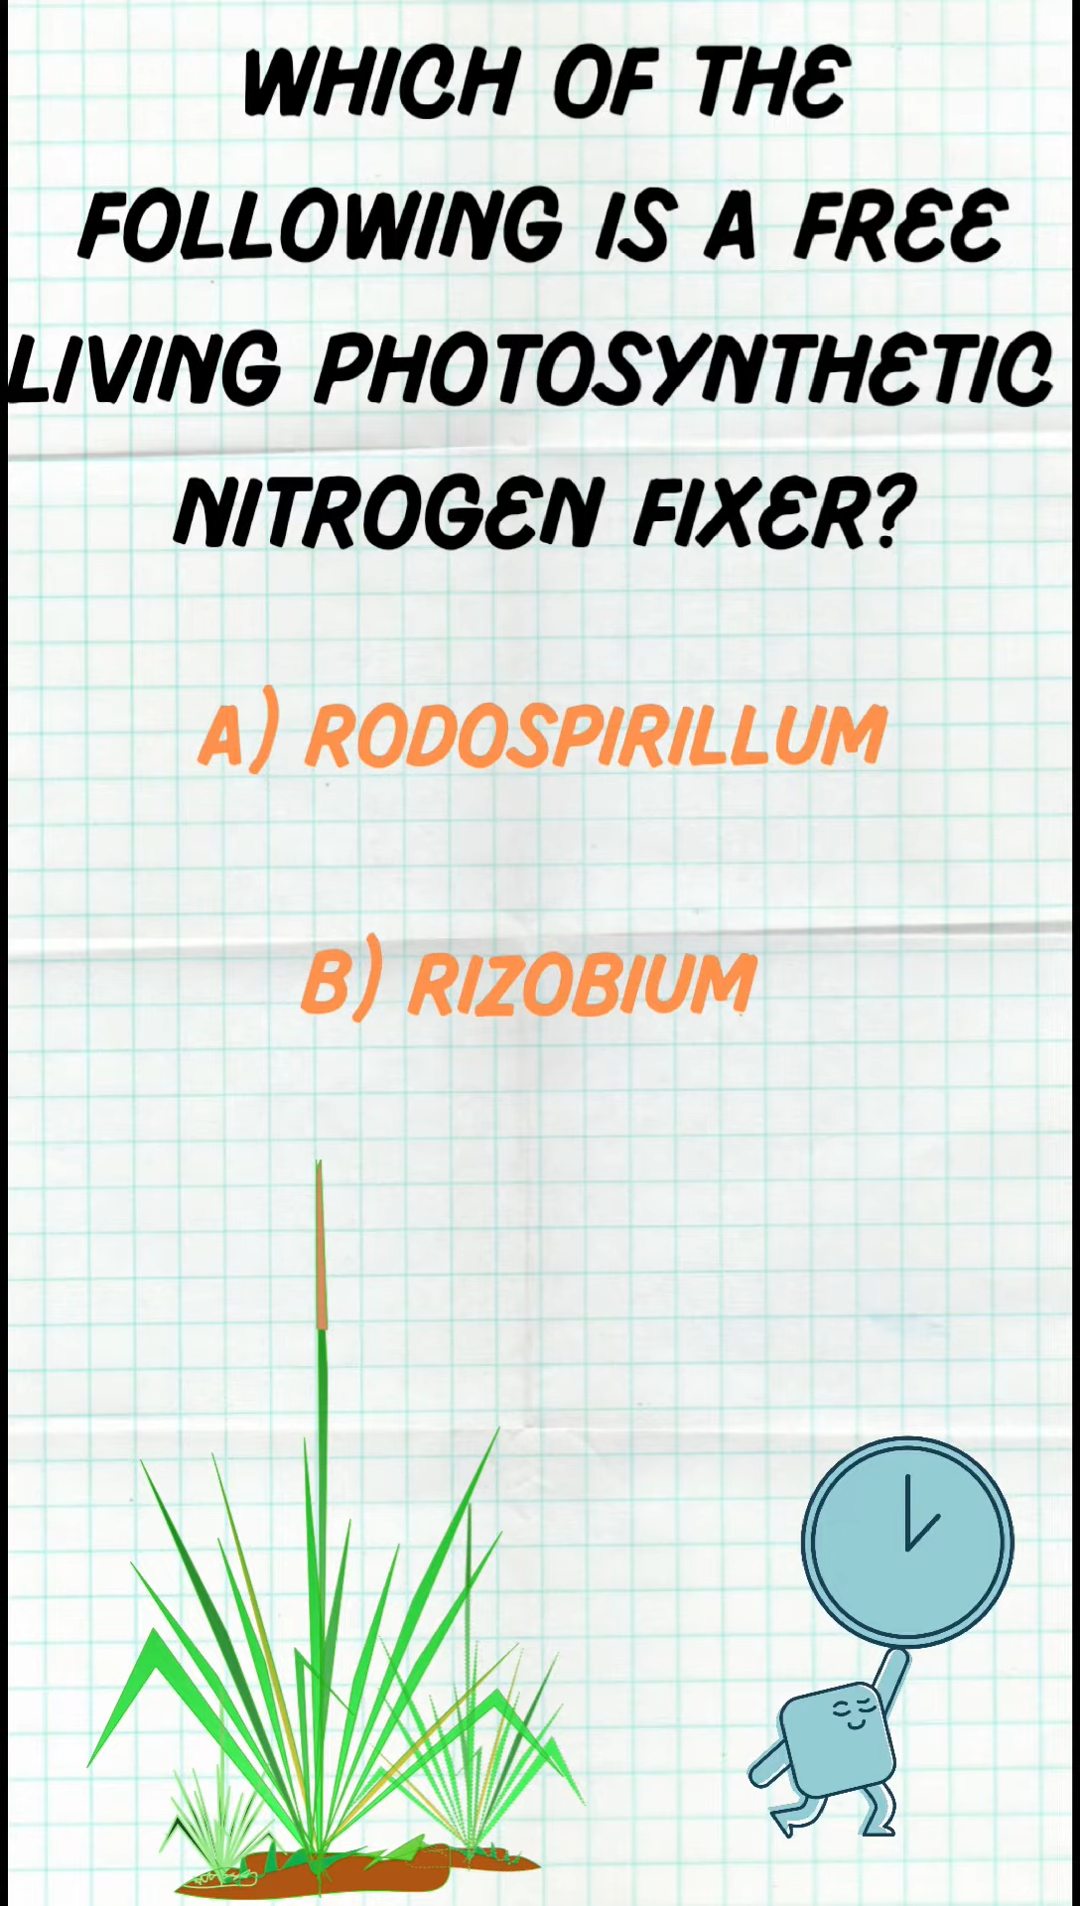 WHICH OF THE
FOLLOWING IS A FREE
LIVING PHOTOSYNTHETIC
NITROGEN FIXER?
A) RODOSPIRILLUM
B) RIZOBIUM